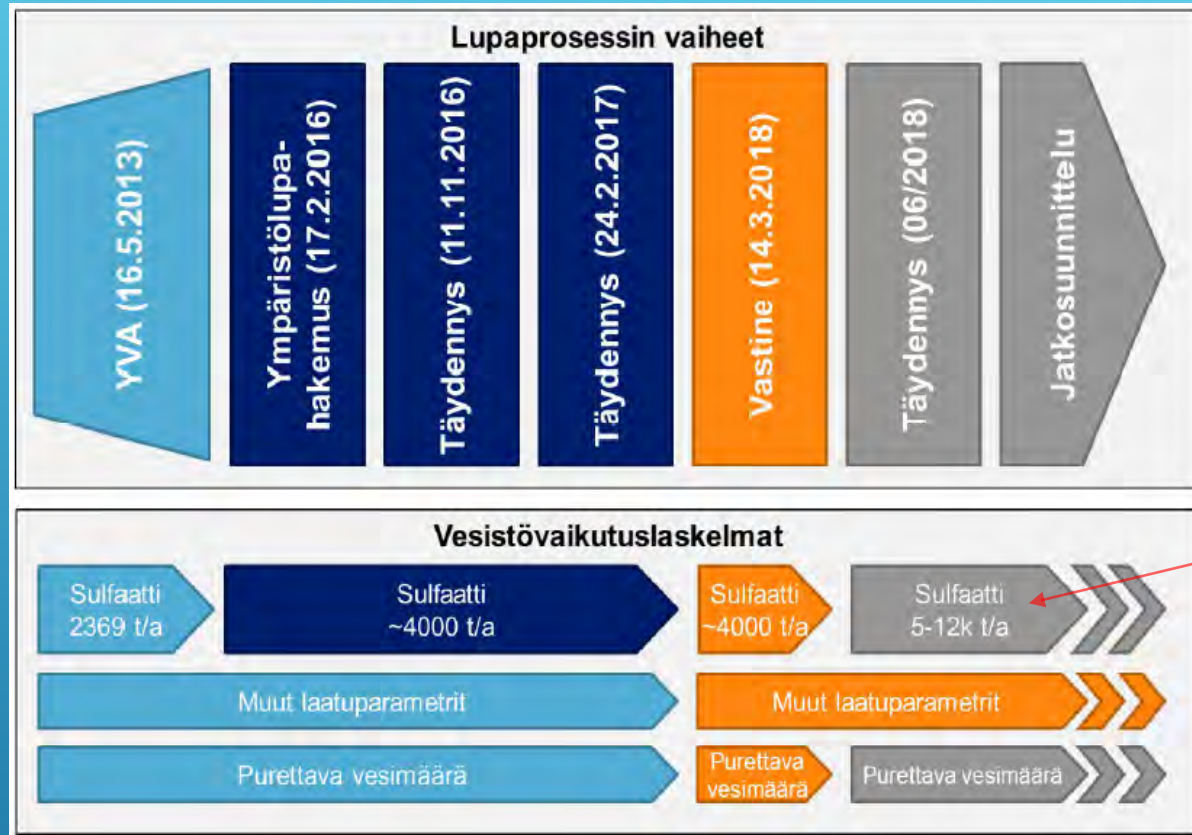 Lupaprosessin vaiheet
YVA (16.5.2013)
Ympäristölupa-
hakemus (17.2.2016)
Täydennys (11.11.2016)
Täydennys (24.2.2017)
Vastine (14.3.2018)
Täydennys (06/2018)
Jatkosuunnittelu
Vesistövaikutuslaskelmat
Sulfaatti
2369 t/a
Sulfaatti
~4000 t/a
Sulfaatti
~4000 t/a
Sulfaatti
5-12k t/a
Muut laatuparametrit
Muut laatuparametrit
Purettava vesimäärä
Purettava
vesimäärä
Purettava vesimäärä